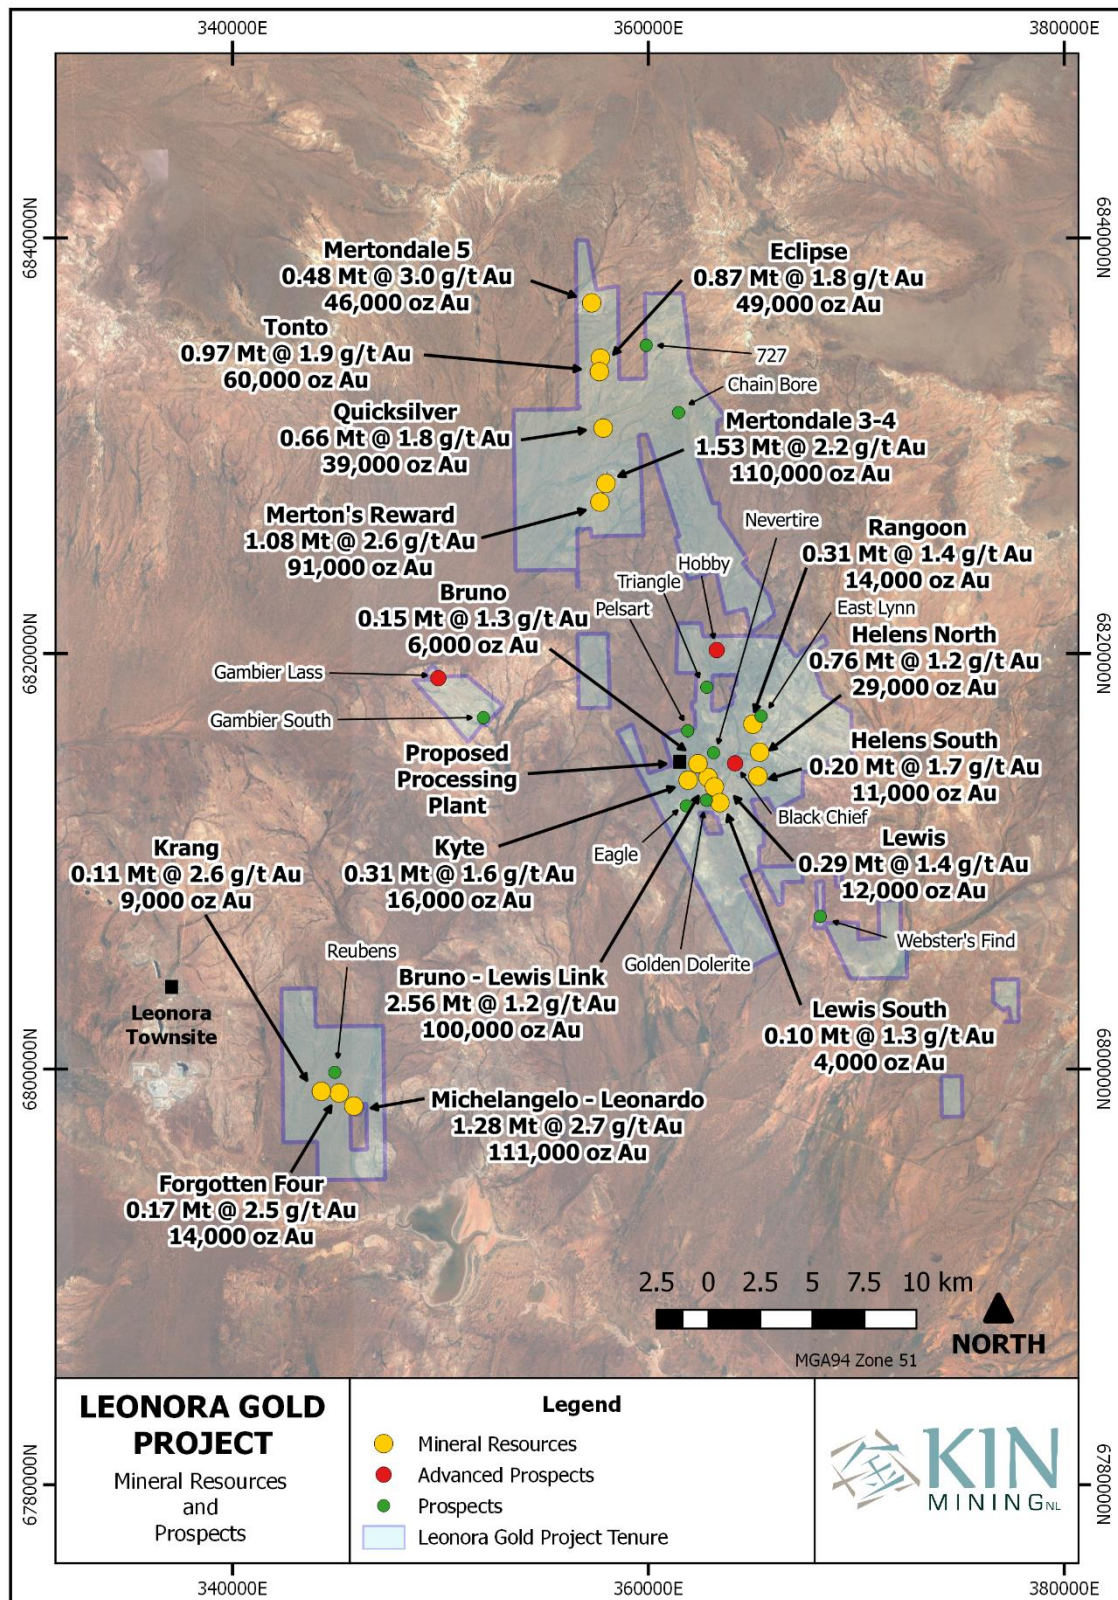 340000E
360000E
380000E
6840000N
6840000N
Mertondale 5
0.48 Mt @ 3.0 g/t Au
46,000 oz Au
Eclipse
0.87 Mt @ 1.8 g/t Au
49,000 oz Au
Tonto
0.97 Mt @ 1.9 g/t Au
60,000 oz Au
727
Chain Bore
Quicksilver
0.66 Mt @ 1.8 g/t Au
39,000 oz Au
Mertondale 3-4
1.53 Mt @ 2.2 g/t Au
110,000 oz Au
Merton's Reward
1.08 Mt @ 2.6 g/t Au
91,000 oz Au
Nevertire
Rangoon
0.31 Mt @ 1.4 g/t Au
14,000 oz Au
Hobby
Triangle
Pelsart
East Lynn
Bruno
0.15 Mt @ 1.3 g/t Au
6,000 oz Au
Helens North
0.76 Mt @ 1.2 g/t Au
29,000 oz Au
6820000N
6820000N
Gambier Lass
Gambier South
Proposed
Processing
Plant
Helens South
0.20 Mt @ 1.7 g/t Au
11,000 oz Au
Black Chief
Krang
0.11 Mt @ 2.6 g/t Au
9,000 oz Au
Kyte
0.31 Mt @ 1.6 g/t Au
16,000 oz Au
Eagle
Lewis
0.29 Mt @ 1.4 g/t Au
12,000 oz Au
Webster's Find
Golden Dolerite
Reubens
Leonora
Townsite
Bruno - Lewis Link
2.56 Mt @ 1.2 g/t Au
100,000 oz Au
Lewis South
0.10 Mt @ 1.3 g/t Au
4,000 oz Au
6800000N
6800000N
Michelangelo - Leonardo
1.28 Mt @ 2.7 g/t Au
111,000 oz Au
Forgotten Four
0.17 Mt @ 2.5 g/t Au
14,000 oz Au
2.5 0 2.5 5 7.5 10 km
NORTH
MGA94 Zone 51
LEONORA GOLD
PROJECT
Mineral Resources
and
Prospects
Legend
Mineral Resources
Advanced Prospects
Prospects
Leonora Gold Project Tenure
KIN
MINING NL
6780000N
6780000N
340000E
360000E
380000E